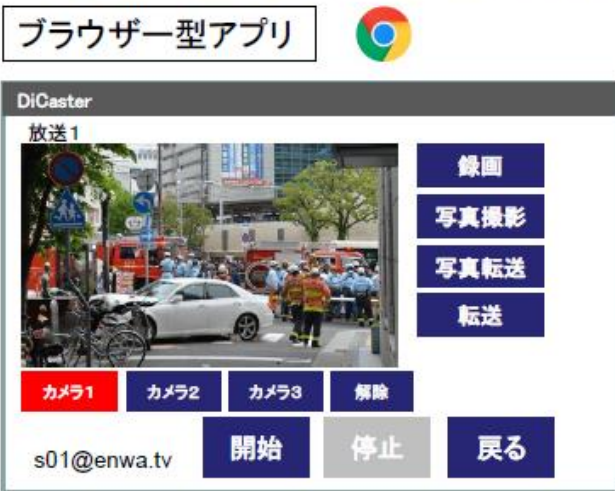 ブラウザー型アプリ
DiCaster
放送1
録画
写真撮影
写真転送
転送
カメラ1 カメラ2 カメラ3 解除
s01@enwa.tv 開始 停止 戻る